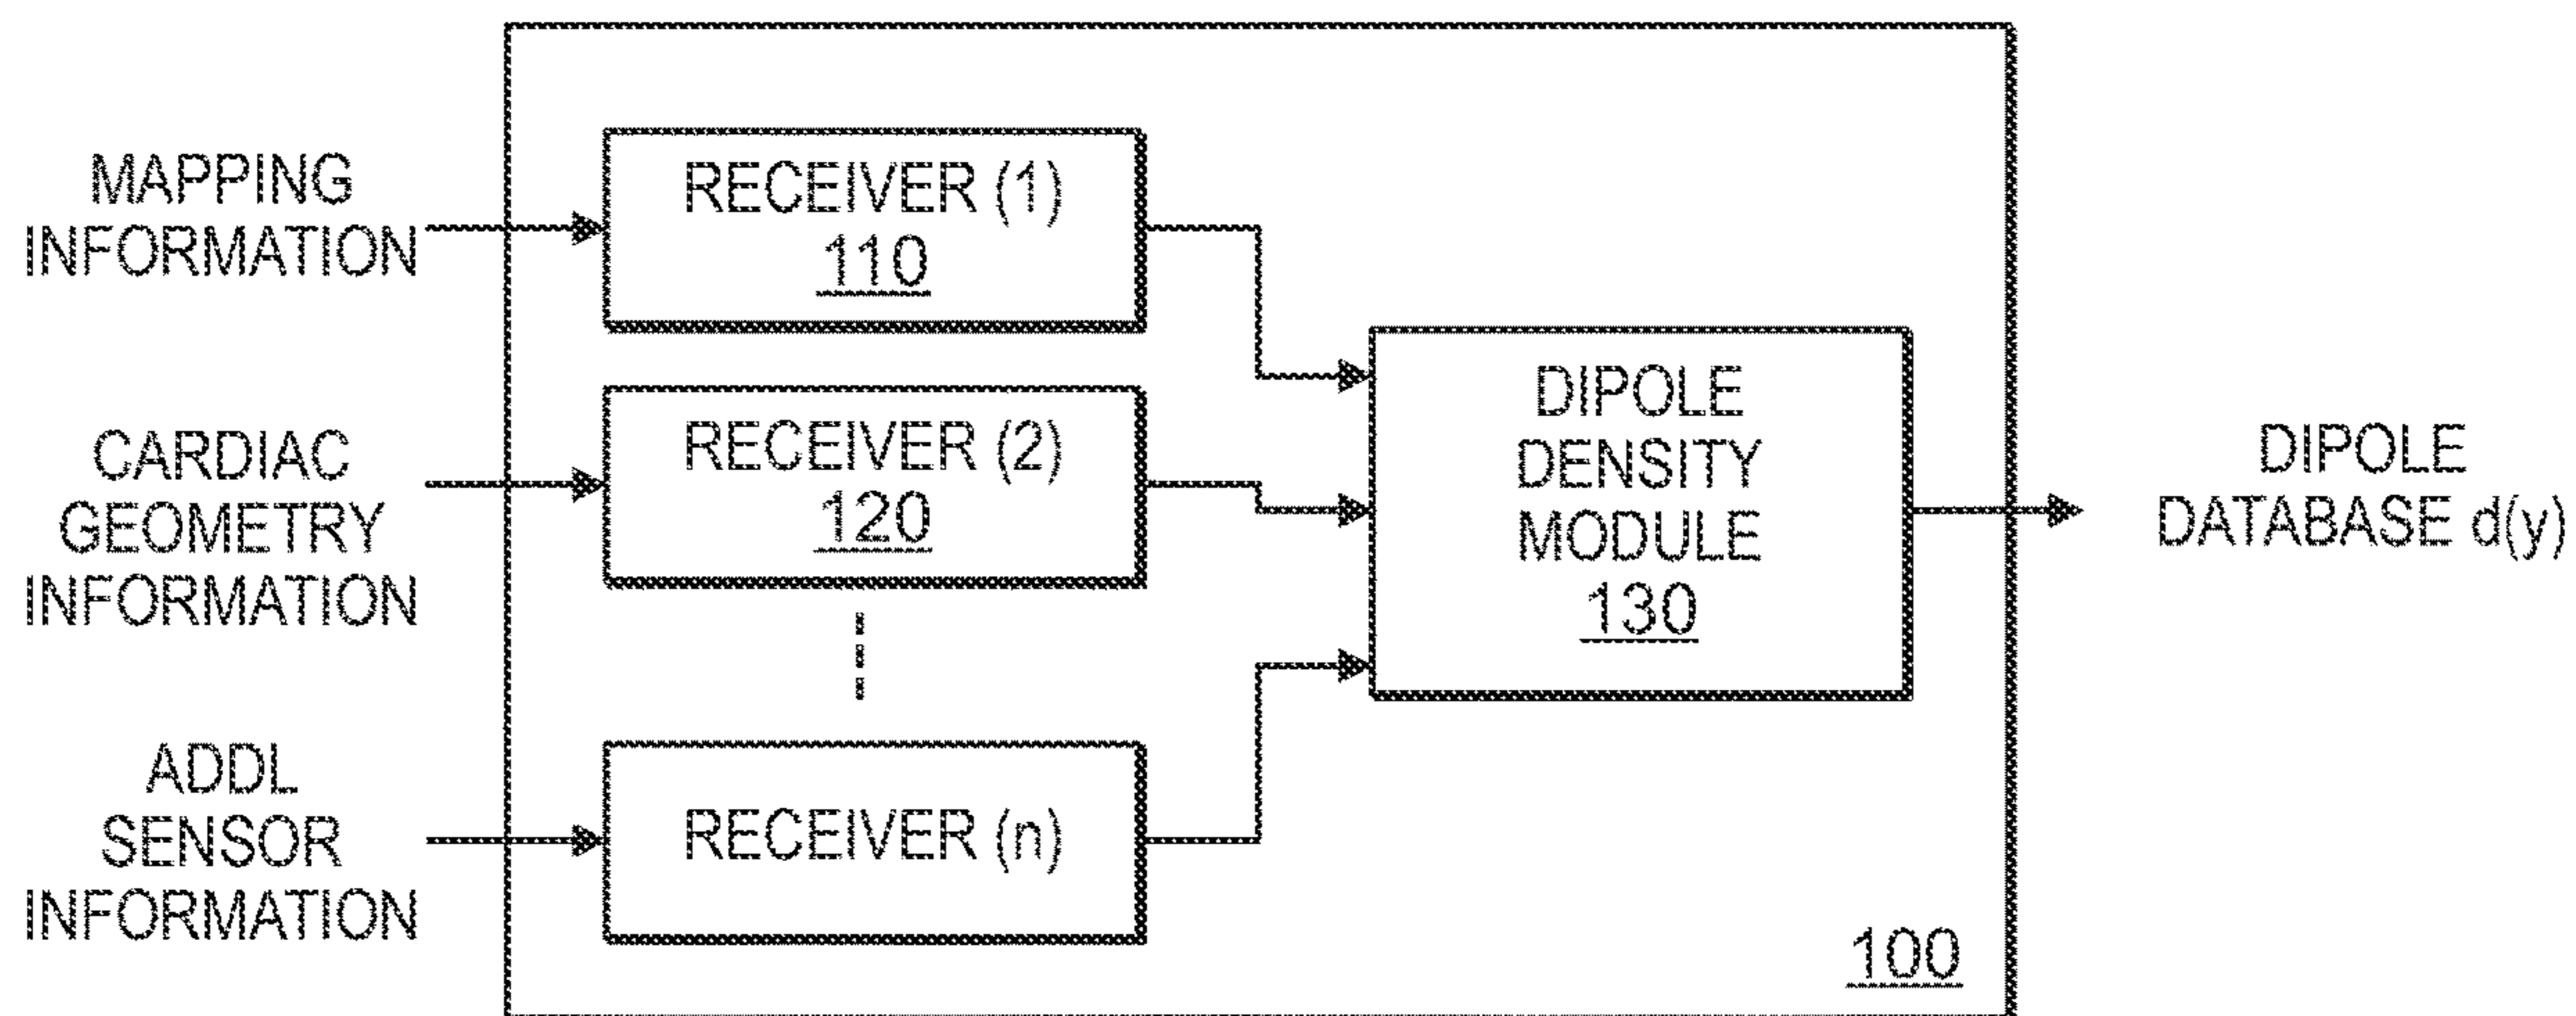 MAPPING
INFORMATION
RECEIVER (1)
110
CARDIAC
GEOMETRY
INFORMATION
RECEIVER (2)
120
ADDL
SENSOR
INFORMATION
RECEIVER (n)
DIPOLE
DENSITY
MODULE
130
DIPOLE
DATABASE d(y)
100